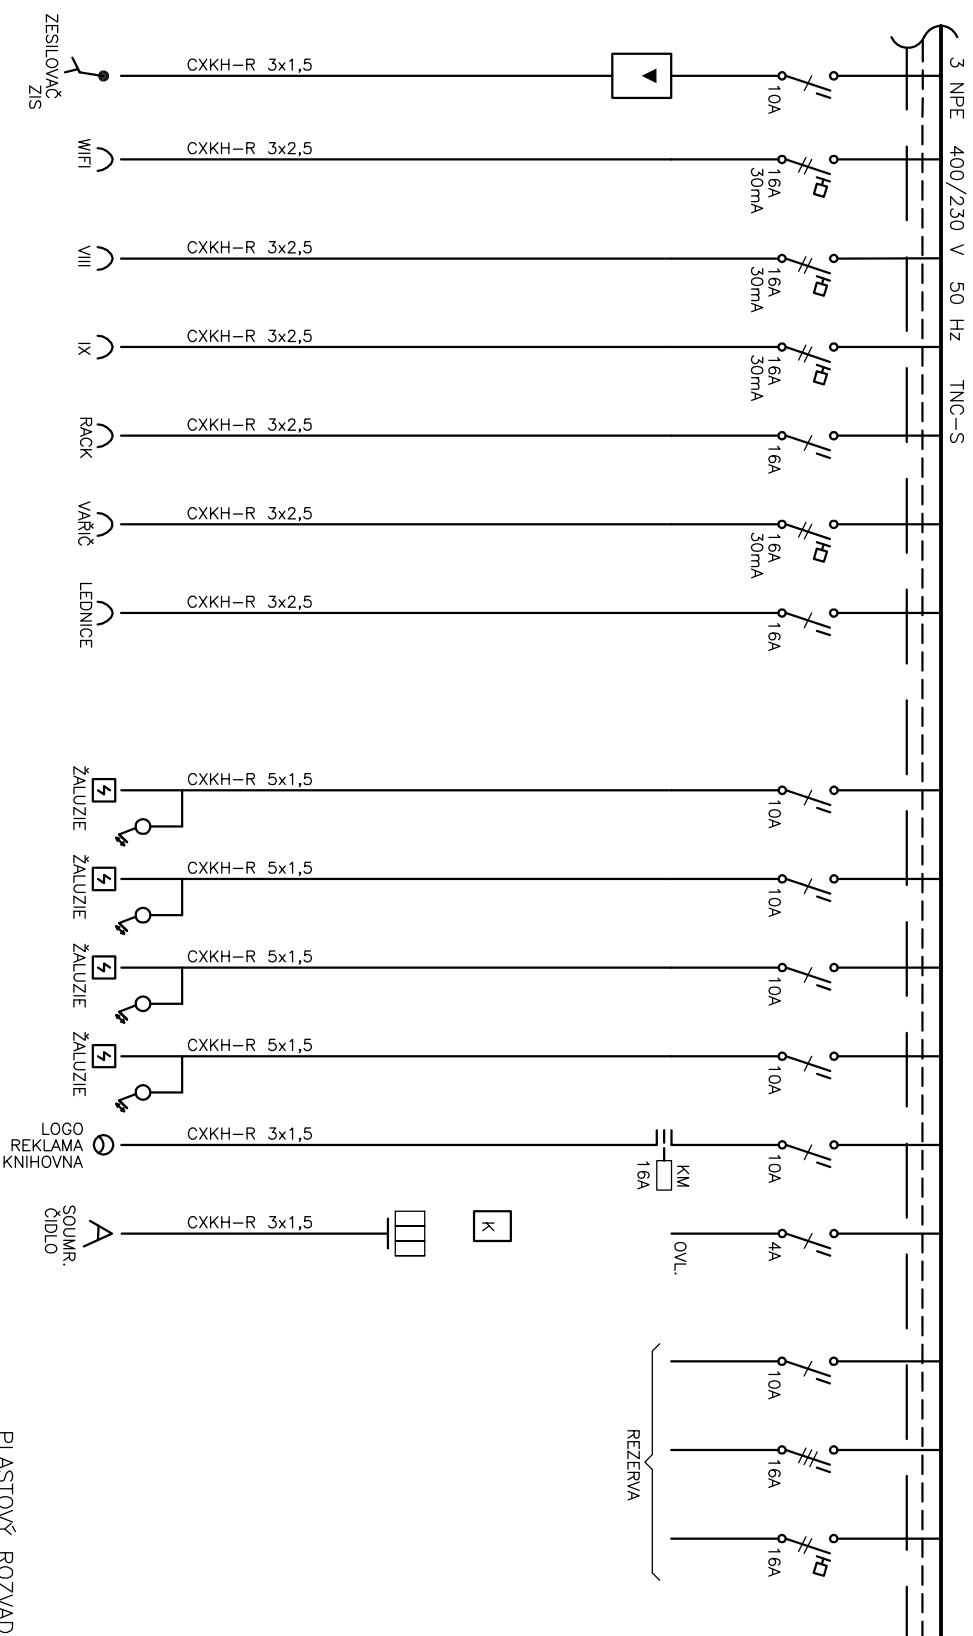 3 NPE 400/230 V 50 Hz TNC-S
10A
CXKH-R 3x1,5
ZESILOVAČ
ZIS
16A
30mA
CXKH-R 3x2,5
WIFI
16A
30mA
CXKH-R 3x2,5
VIII
16A
30mA
CXKH-R 3x2,5
IX
16A
CXKH-R 3x2,5
RACK
16A
30mA
CXKH-R 3x2,5
VAŘIČ
16A
CXKH-R 3x2,5
LEDNICE
10A
CXKH-R 5x1,5
ŽALUZIE
10A
CXKH-R 5x1,5
ŽALUZIE
10A
CXKH-R 5x1,5
ŽALUZIE
10A
CXKH-R 5x1,5
ŽALUZIE
10A
KM
16A
CXKH-R 3x1,5
LOGO
REKLAMA
KNIHOVNA
4A
OVL.
K
CXKH-R 3x1,5
SOUMR.
ČIDLO
10A
16A
16A
REZERVA
PLASTOVÝ ROZVAD